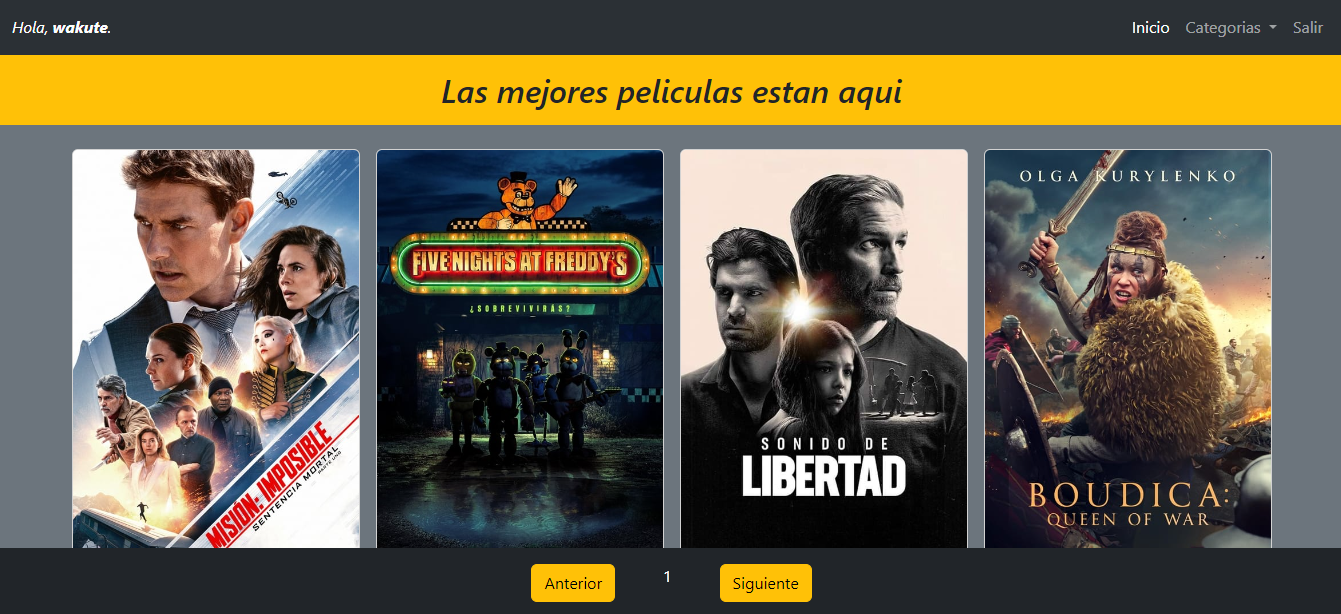 Hola, wakute.
Inicio
Categorias
Salir
Las mejores peliculas estan aqui
MISIÓN: IMPOSIBLE
SENTENCIA MORTAL
PARTE UNO
FIVE NIGHTS AT FREDDY'S
¿SOBREVIVIRÁS?
SONIDO DE
LIBERTAD
OLGA KURYLENKO
BOUDICA:
QUEEN OF WAR
Anterior
1
Siguiente